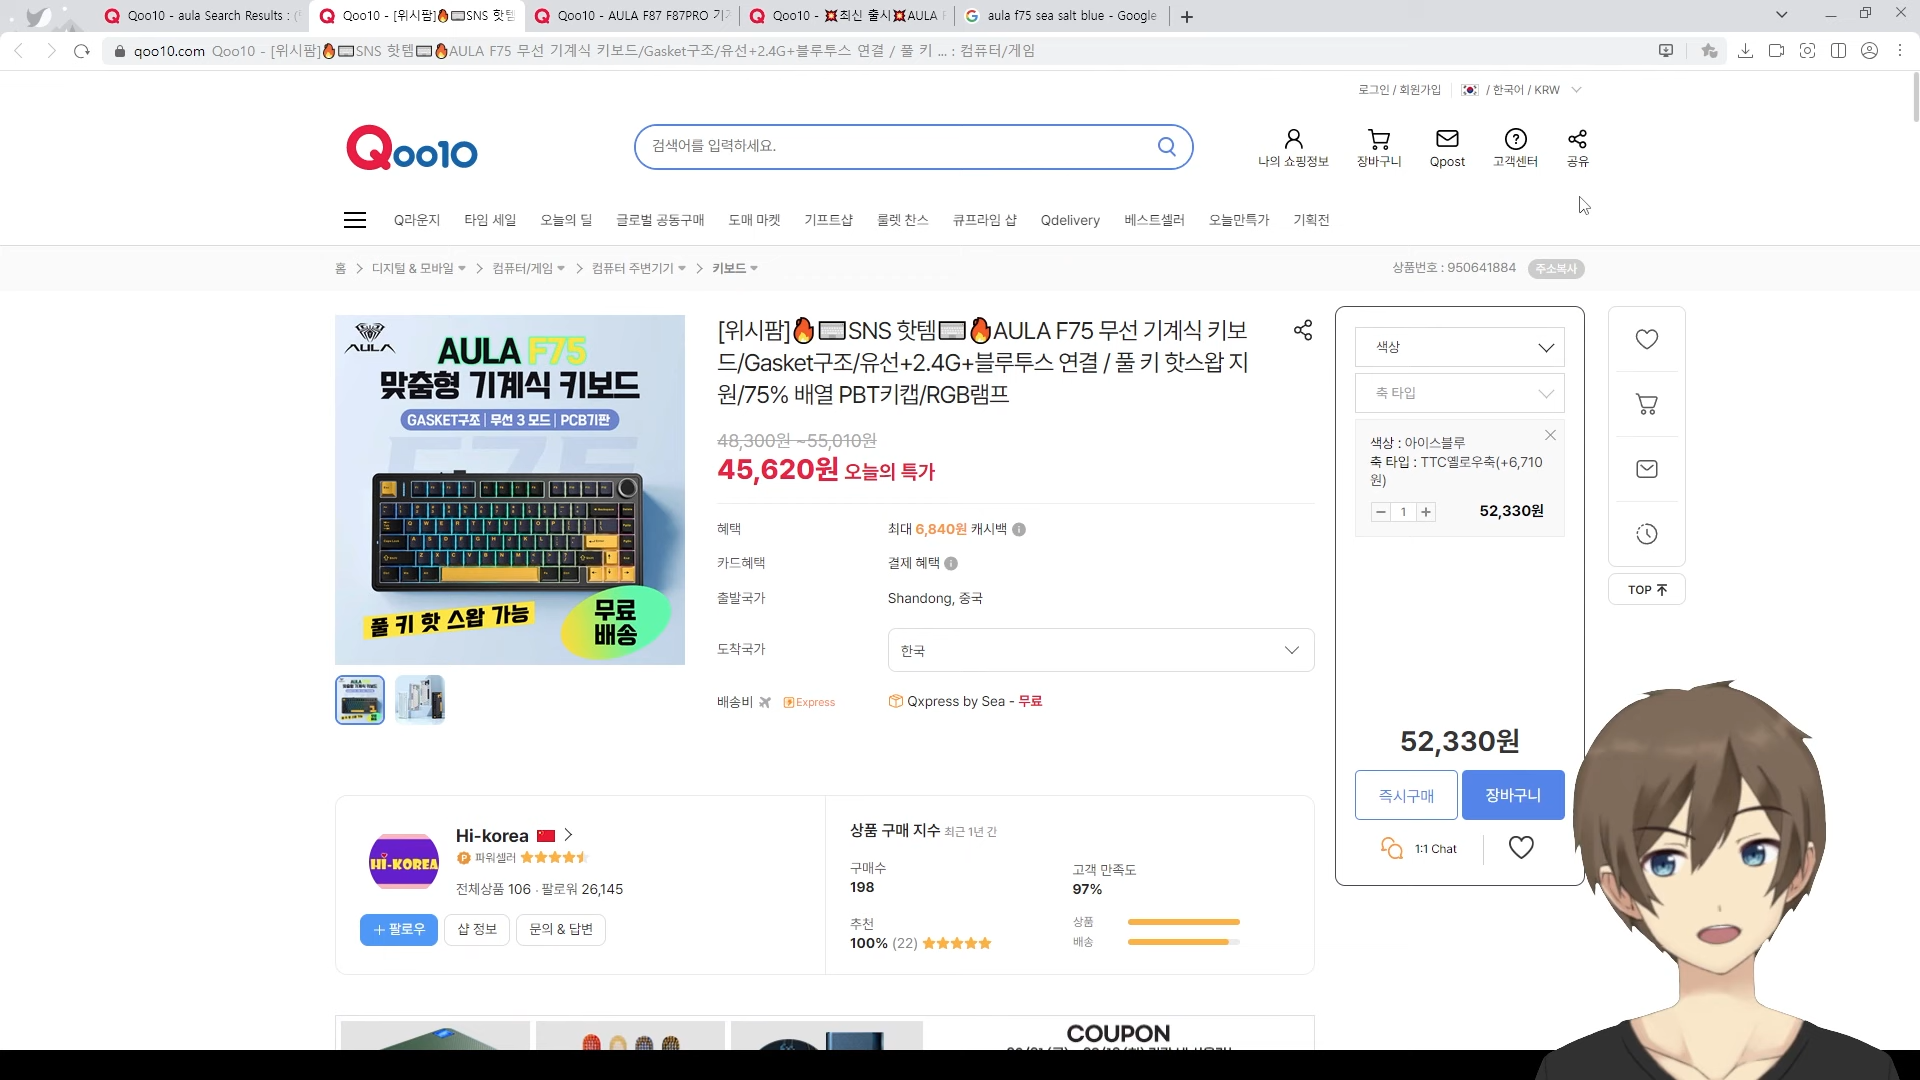 Qoo10 - aula Search Results : (
Qoo10 - [위시팜]🔥⌨️SNS 핫템
Qoo10 - AULA F87 F87PRO 기
Qoo10 - 💥최신 출시💥AULA F
aula f75 sea salt blue - Google
qoo10.com Qoo10 - [위시팜]🔥⌨️SNS 핫템⌨️🔥AULA F75 무선 기계식 키보드/Gasket구조/유선+2.4G+블루투스 연결 / 풀 키 ... : 컴퓨터/게임
로그인 / 회원가입 / 한국어 / KRW
Qoo10
검색어를 입력하세요.
나의 쇼핑정보 장바구니 Qpost 고객센터 공유
Q라운지 타임 세일 오늘의 딜 글로벌 공동구매 도매 마켓 기프트샵 룰렛 찬스 큐프라임 샵 Qdelivery 베스트셀러 오늘만특가 기획전
홈 > 디지털 & 모바일 > 컴퓨터/게임 > 컴퓨터 주변기기 > 키보드
상품번호 : 950641884 주소복사
AULA
AULA F75
맞춤형 기계식 키보드
GASKET구조 | 무선 3 모드 | PCB기판
F75
풀 키 핫 스왑 가능
무료
배송
[위시팜]🔥⌨️SNS 핫템⌨️🔥AULA F75 무선 기계식 키보
드/Gasket구조/유선+2.4G+블루투스 연결 / 풀 키 핫스왑 지
원/75% 배열 PBT키캡/RGB램프
48,300원 ~55,010원
45,620원 오늘의 특가
혜택 최대 6,840원 캐시백
카드혜택 결제 혜택
출발국가 Shandong, 중국
도착국가 한국
배송비 Express Qxpress by Sea - 무료
색상
축 타입
색상 : 아이스블루
축 타입 : TTC옐로우축(+6,710
원)
1 52,330원
52,330원
즉시구매 장바구니
1:1 Chat
TOP
Hi-KOREA
Hi-korea
파워셀러
전체상품 106 · 팔로워 26,145
+ 팔로우 샵 정보 문의 & 답변
상품 구매 지수 최근 1년 간
구매수
198
고객 만족도
97%
추천
100% (22)
상품
배송
COUPON